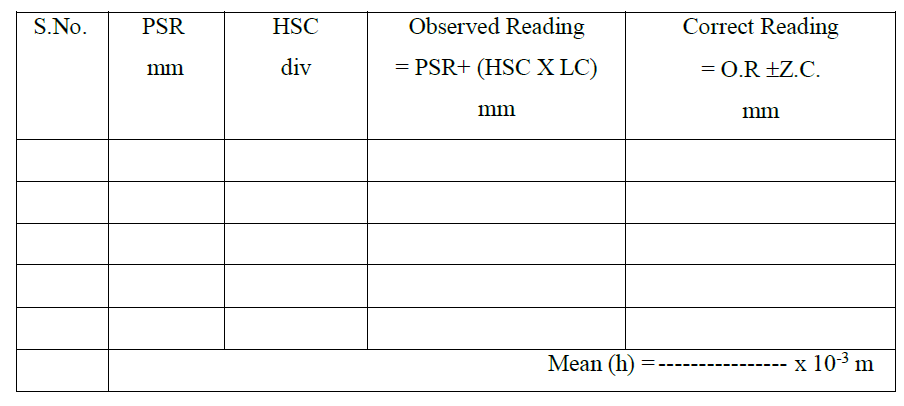 S.No. PSR HSC Observed Reading Correct Reading
mm div = PSR+ (HSC X LC) = O.R ±Z.C.
mm mm
Mean (h) =---------------- x 10-3 m